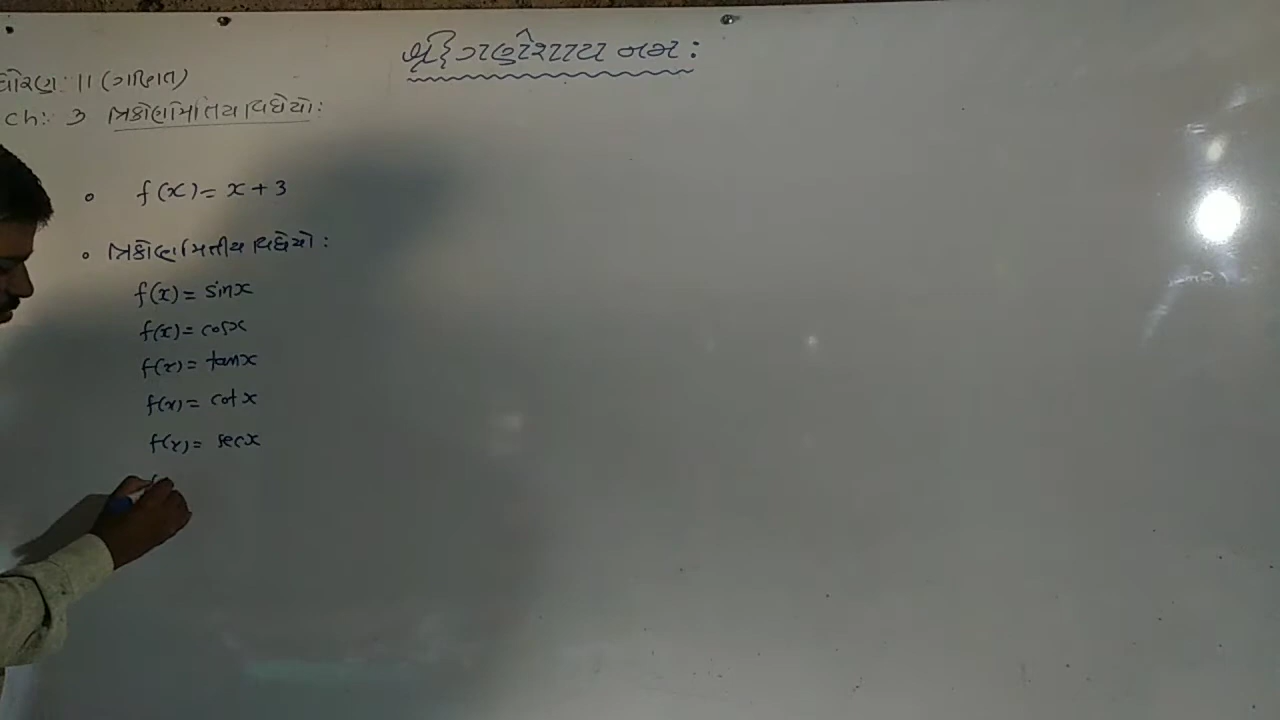 શ્રી ગણેશાય નમઃ
ધોરણ: 11 (ગણિત)
Ch: 3 ત્રિકોણમિતિય વિધેયો:
f(x) = x + 3
ત્રિકોણમિતીય વિધેયો:
f(x) = sinx
f(x) = cosx
f(x) = tanx
f(x) = cot x
f(x) = secx